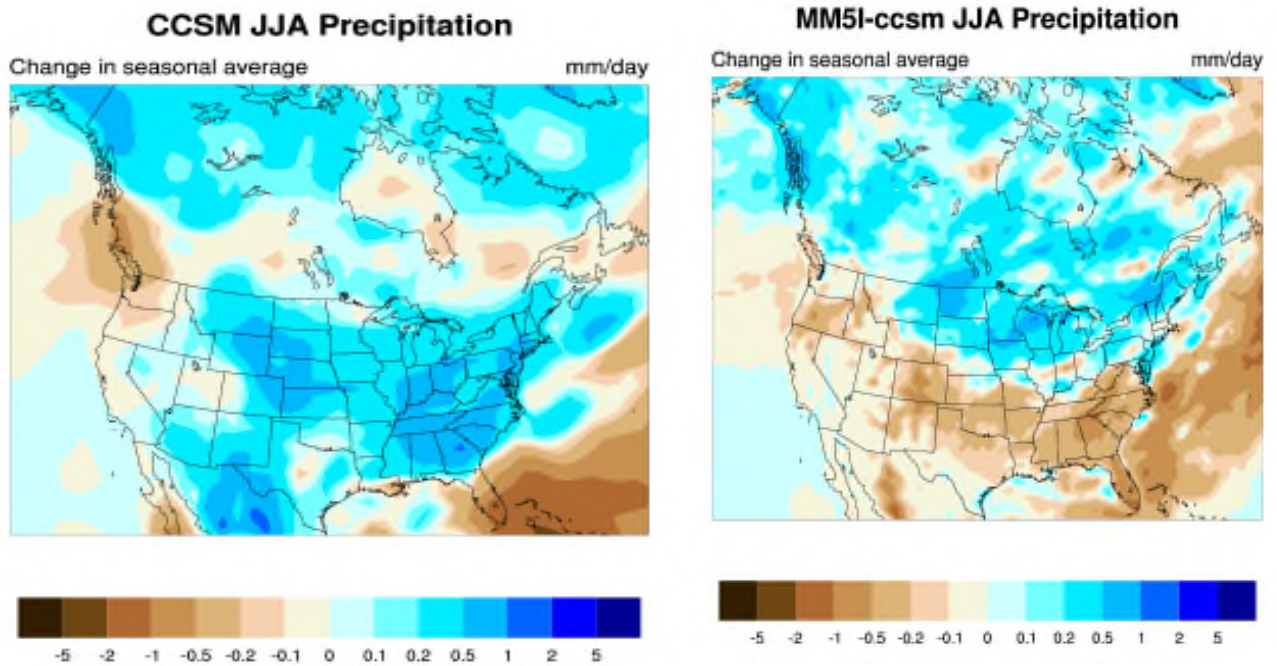 CCSM JJA Precipitation
Change in seasonal average mm/day
-5 -2 -1 -0.5 -0.2 -0.1 0 0.1 0.2 0.5 1 2 5
MM5I-ccsm JJA Precipitation
Change in seasonal average mm/day
-5 -2 -1 -0.5 -0.2 -0.1 0 0.1 0.2 0.5 1 2 5